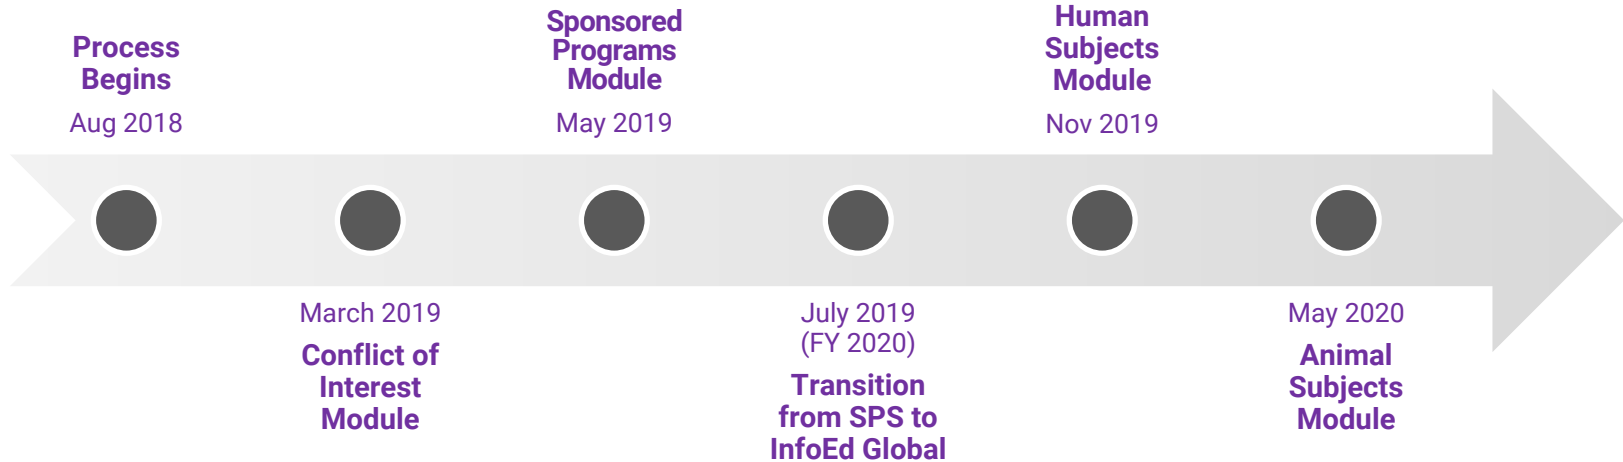 Process
Begins
Aug 2018
March 2019
Conflict of
Interest
Module
Sponsored
Programs
Module
May 2019
July 2019
(FY 2020)
Transition
from SPS to
InfoEd Global
Human
Subjects
Module
Nov 2019
May 2020
Animal
Subjects
Module